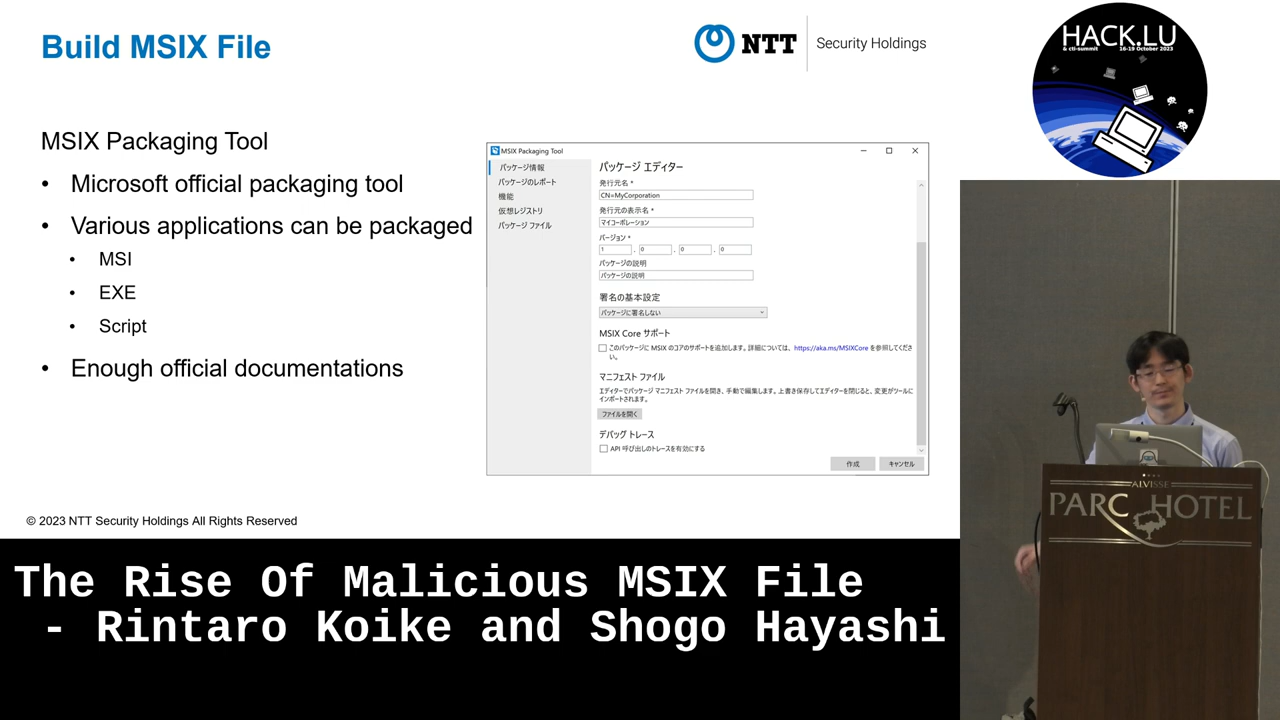 Build MSIX File
NTT
Security Holdings
HACK.LU
& cti-summit 16-19 October 2023
MSIX Packaging Tool
• Microsoft official packaging tool
• Various applications can be packaged
• MSI
• EXE
• Script
• Enough official documentations
MSIX Packaging Tool
パッケージ情報
パッケージのレポート
機能
仮想レジストリ
パッケージ ファイル
パッケージ エディター
発行元名 *
CN=MyCorporation
発行元の表示名 *
マイコーポレーション
バージョン *
1 . 0 . 0 . 0
パッケージの説明
パッケージの説明
署名の基本設定
パッケージに署名しない
MSIX Core サポート
このパッケージに MSIX のコアのサポートを追加します。詳細については、 https://aka.ms/MSIXCore を参照してくださ
い。
マニフェスト ファイル
エディターでパッケージ マニフェスト ファイルを開き、手動で編集します。上書き保存してエディターを閉じると、変更がツールに
インポートされます。
ファイルを開く
デバッグ トレース
API 呼び出しのトレースを有効にする
作成
キャンセル
© 2023 NTT Security Holdings All Rights Reserved
ALVISSE
PARC HOTEL
The Rise Of Malicious MSIX File
- Rintaro Koike and Shogo Hayashi